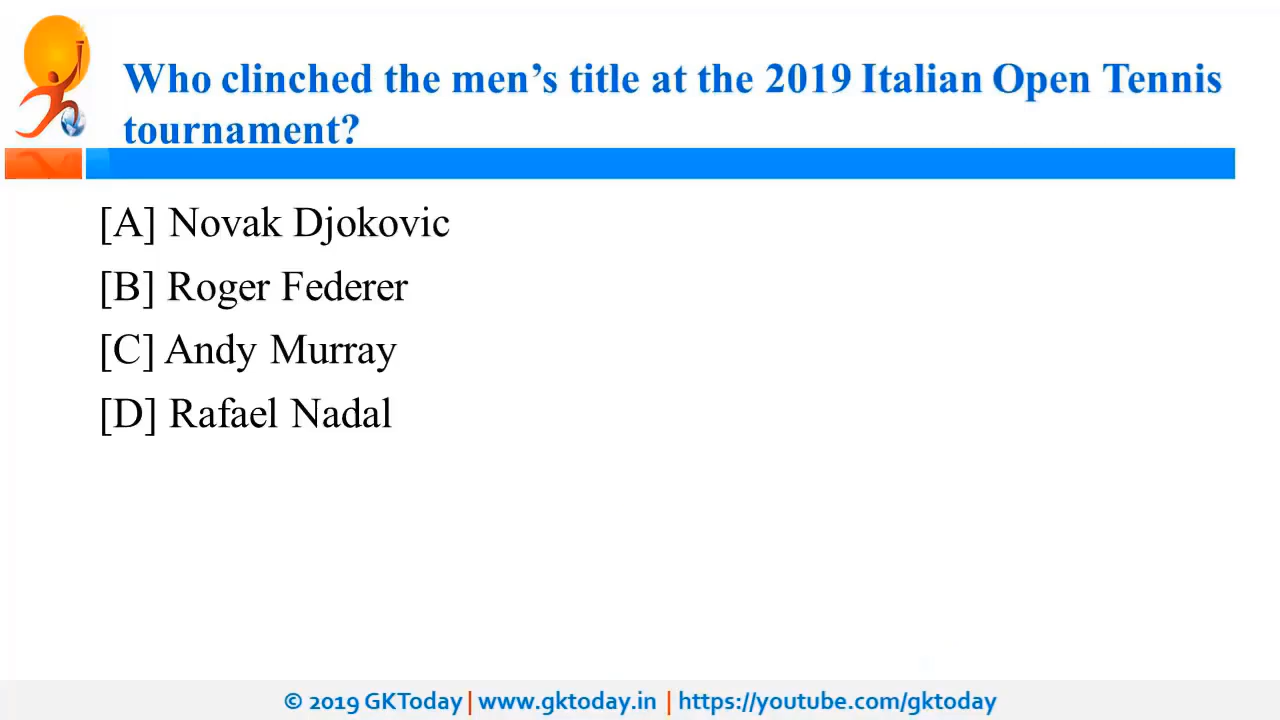 Who clinched the men’s title at the 2019 Italian Open Tennis
tournament?
[A] Novak Djokovic
[B] Roger Federer
[C] Andy Murray
[D] Rafael Nadal
© 2019 GKToday | www.gktoday.in | https://youtube.com/gktoday